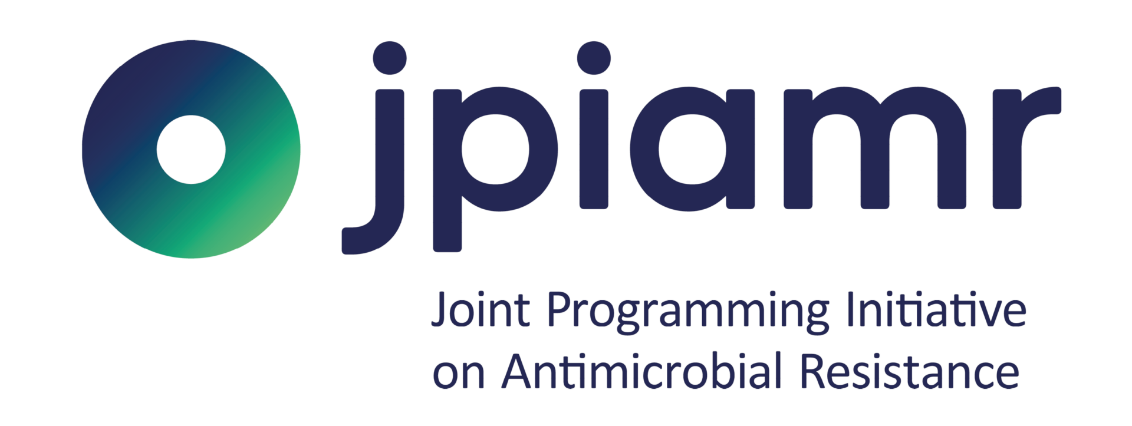 jpiamr
Joint Programming Initiative
on Antimicrobial Resistance